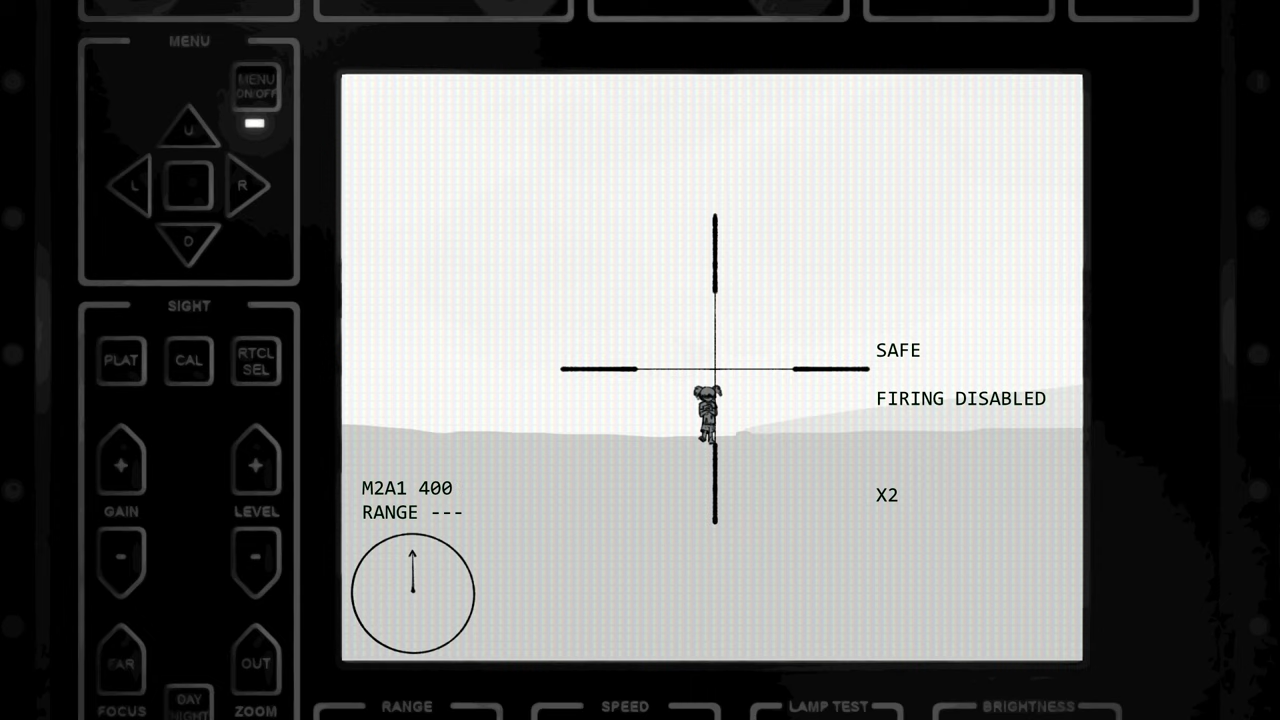 MENU
MENU
ON/OFF
U
L
R
D
SIGHT
PLAT
CAL
RTCL
SEL
GAIN
LEVEL
FAR
OUT
DAY
NIGHT
FOCUS
ZOOM
SAFE
FIRING DISABLED
M2A1 400
RANGE ---
X2
RANGE
SPEED
LAMP TEST
BRIGHTNESS